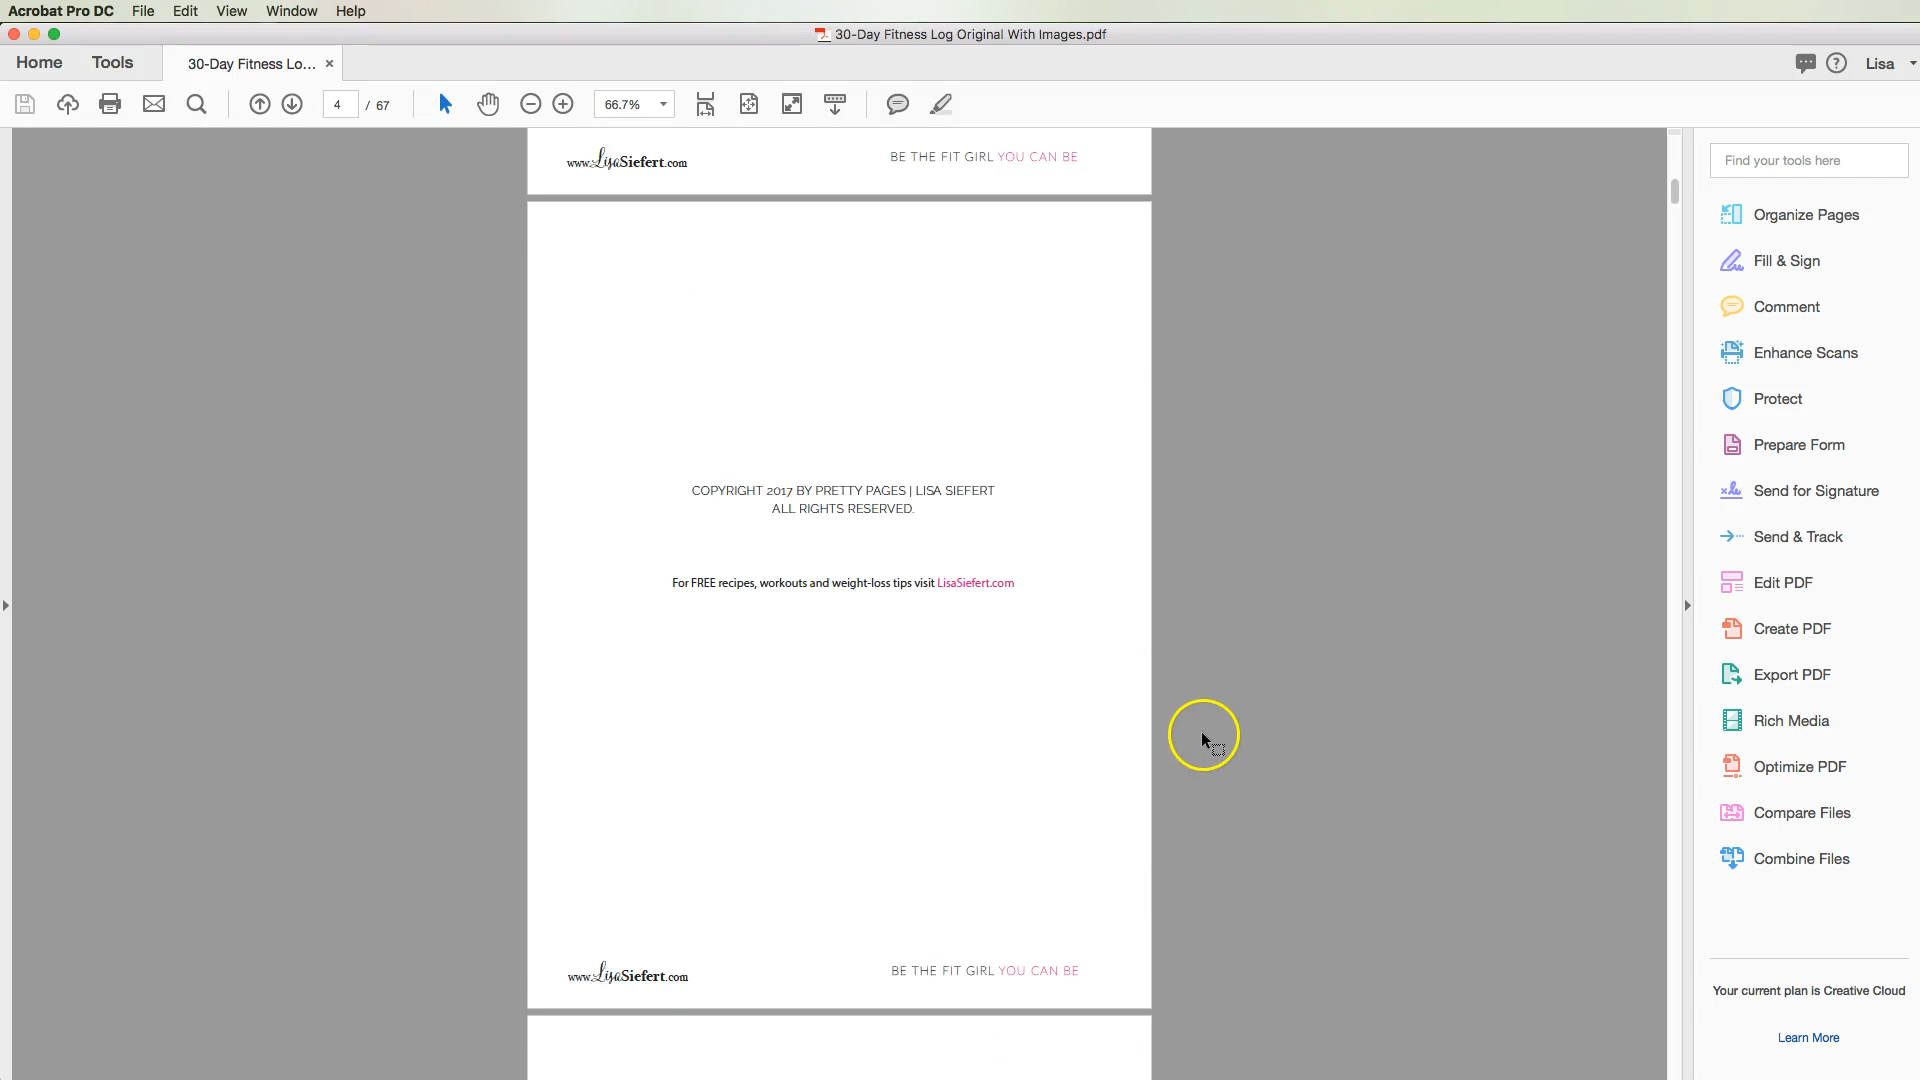 Acrobat Pro DC File Edit View Window Help
30-Day Fitness Log Original With Images.pdf
Home Tools 30-Day Fitness Lo... × ? Lisa
4 / 67 66.7%
www.LisaSiefert.com BE THE FIT GIRL YOU CAN BE
COPYRIGHT 2017 BY PRETTY PAGES | LISA SIEFERT
ALL RIGHTS RESERVED.
For FREE recipes, workouts and weight-loss tips visit LisaSiefert.com
www.LisaSiefert.com BE THE FIT GIRL YOU CAN BE
Find your tools here
Organize Pages
Fill & Sign
Comment
Enhance Scans
Protect
Prepare Form
Send for Signature
Send & Track
Edit PDF
Create PDF
Export PDF
Rich Media
Optimize PDF
Compare Files
Combine Files
Your current plan is Creative Cloud
Learn More